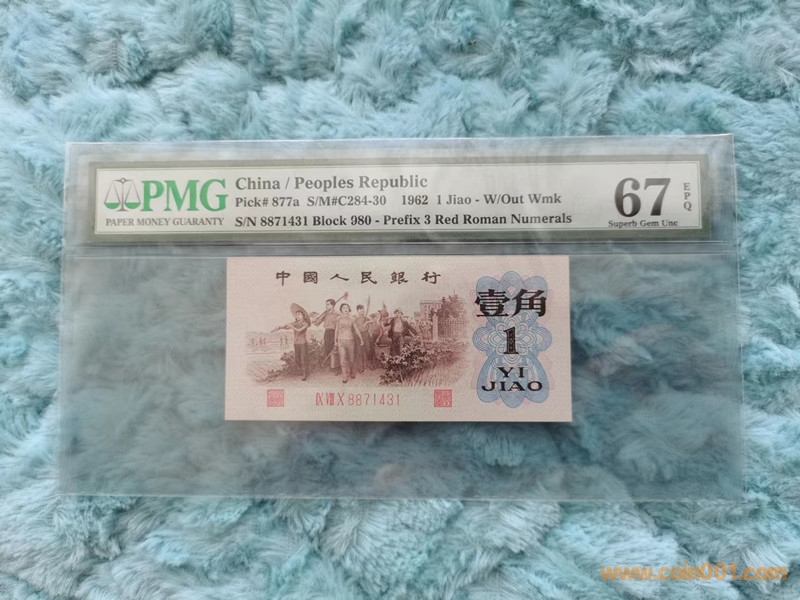 PMG
PAPER MONEY GUARANTY
China / Peoples Republic
Pick# 877a S/M#C284-30 1962 1 Jiao - W/Out Wmk
S/N 8871431 Block 980 - Prefix 3 Red Roman Numerals
67
EPQ
Superb Gem Unc
中國人民銀行
壹角
1
YI
JIAO
Ⅸ Ⅷ Ⅹ 8871431
www.coin001.com